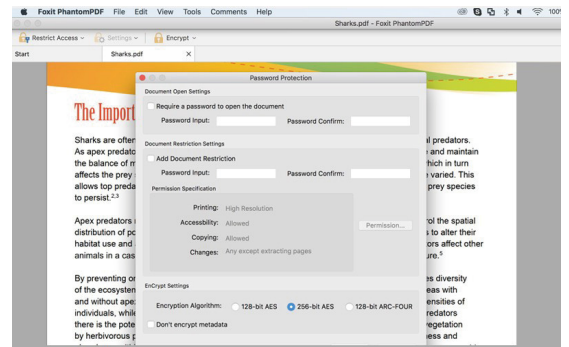 Foxit PhantomPDF File Edit View Tools Comments Help 100%
Sharks.pdf - Foxit PhantomPDF
Restrict Access Settings Encrypt
Start Sharks.pdf ×
Password Protection
Document Open Settings
Require a password to open the document
Password Input: Password Confirm:
Document Restriction Settings
Add Document Restriction
Password Input: Password Confirm:
Permission Specification
Printing: High Resolution
Accessbility: Allowed
Permission...
Copying: Allowed
Changes: Any except extracting pages
EnCrypt Settings
Encryption Algorithm: 128-bit AES 256-bit AES 128-bit ARC-FOUR
Don't encrypt metadata
The Import
Sharks are ofter l predators.
As apex predato and maintain
the balance of m hich in turn
affects the prey varied. This
allows top preda prey species
to persist.2,3
Apex predators rol the spatial
distribution of po s to alter their
habitat use and ors affect other
animals in a cas ure.5
By preventing or es diversity
of the ecosysten eas with
and without ape ensities of
individuals, while redators
there is the pote egetation
by herbivorous p ess and